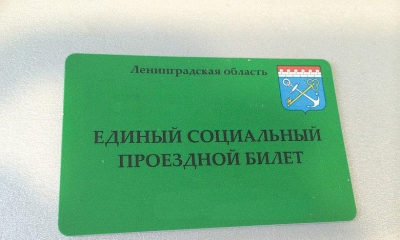 Ленинградская область
ЕДИНЫЙ СОЦИАЛЬНЫЙ
ПРОЕЗДНОЙ БИЛЕТ